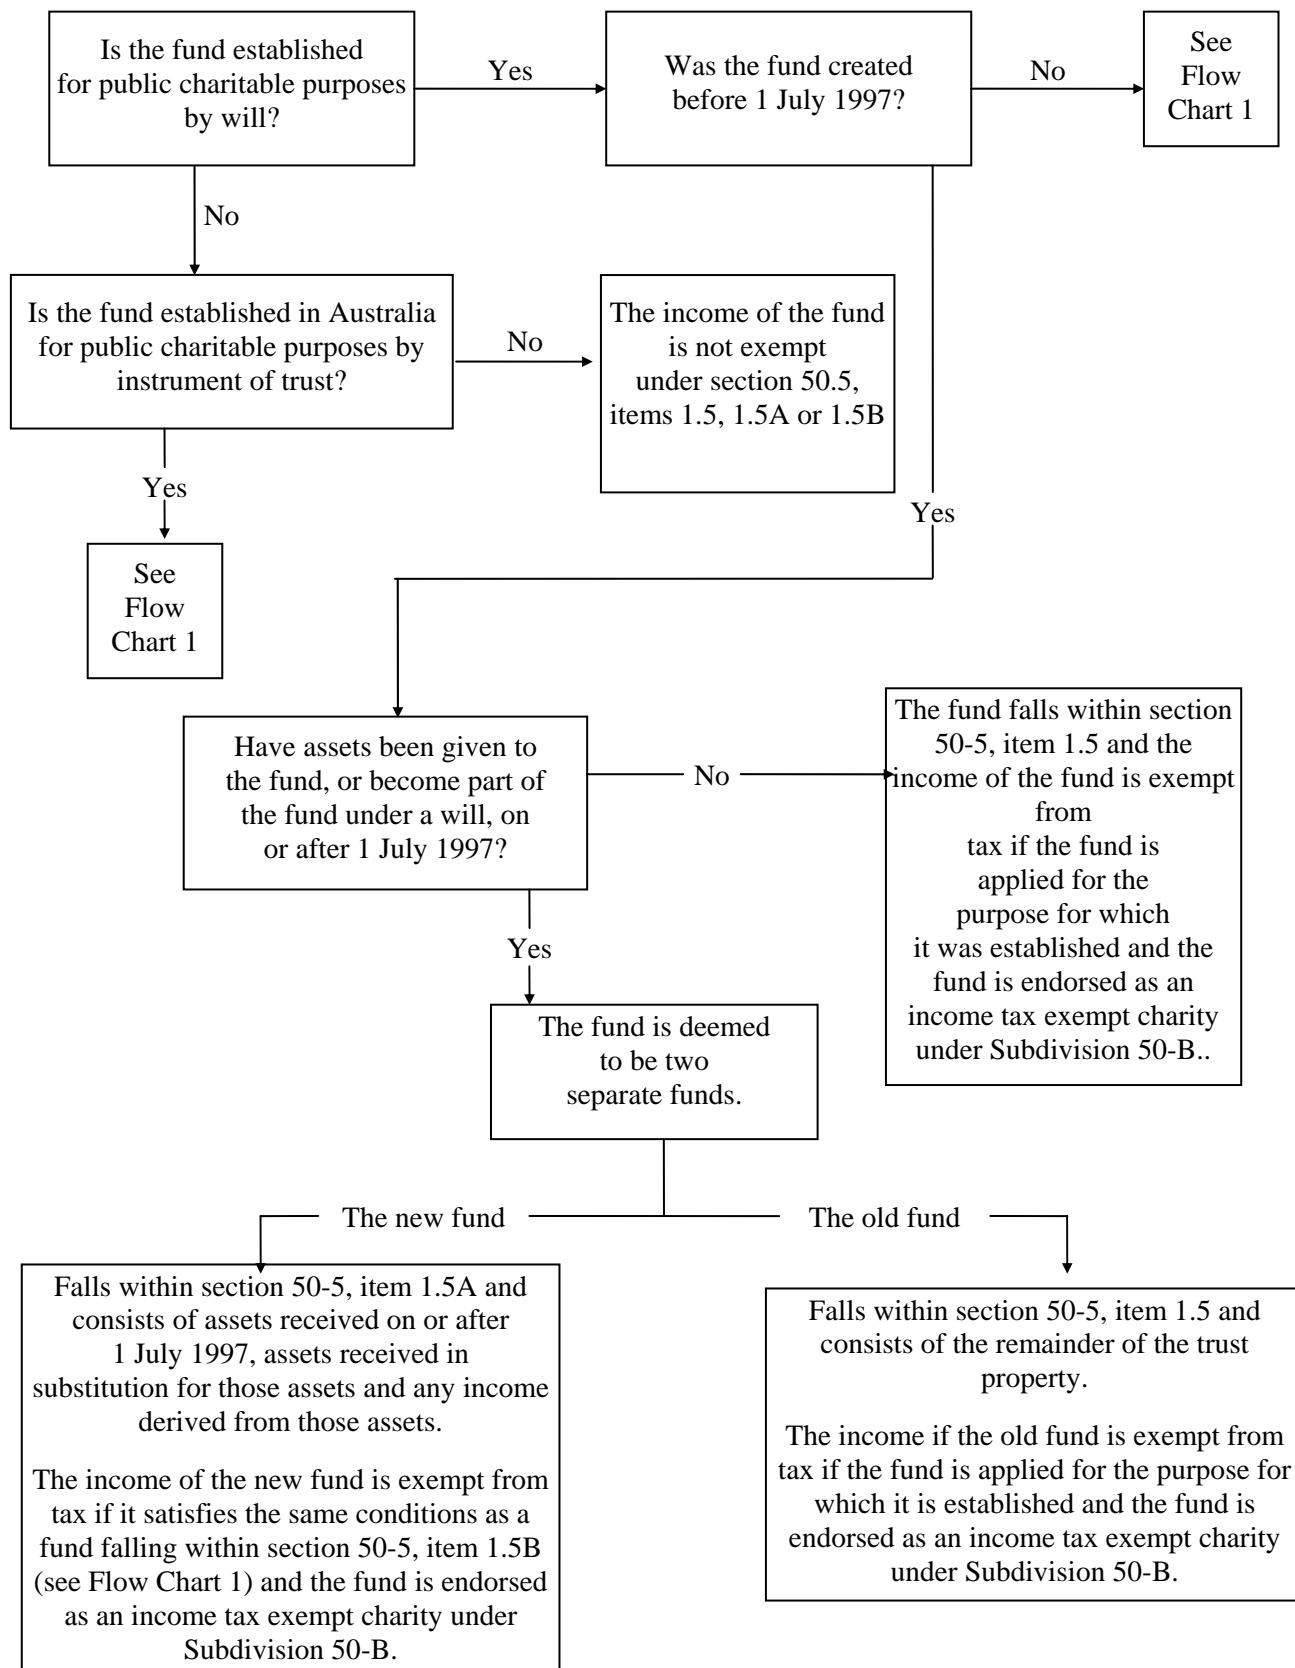 Is the fund established
for public charitable purposes
by will?
Yes
Was the fund created
before 1 July 1997?
No
See
Flow
Chart 1
No
Is the fund established in Australia
for public charitable purposes by
instrument of trust?
No
The income of the fund
is not exempt
under section 50.5,
items 1.5, 1.5A or 1.5B
Yes
Yes
See
Flow
Chart 1
Have assets been given to
the fund, or become part of
the fund under a will, on
or after 1 July 1997?
No
The fund falls within section
50-5, item 1.5 and the
income of the fund is exempt
from
tax if the fund is
applied for the
purpose for which
it was established and the
fund is endorsed as an
income tax exempt charity
under Subdivision 50-B..
Yes
The fund is deemed
to be two
separate funds.
The new fund
The old fund
Falls within section 50-5, item 1.5A and
consists of assets received on or after
1 July 1997, assets received in
substitution for those assets and any income
derived from those assets.
The income of the new fund is exempt from
tax if it satisfies the same conditions as a
fund falling within section 50-5, item 1.5B
(see Flow Chart 1) and the fund is endorsed
as an income tax exempt charity under
Subdivision 50-B.
Falls within section 50-5, item 1.5 and
consists of the remainder of the trust
property.
The income if the old fund is exempt from
tax if the fund is applied for the purpose for
which it is established and the fund is
endorsed as an income tax exempt charity
under Subdivision 50-B.